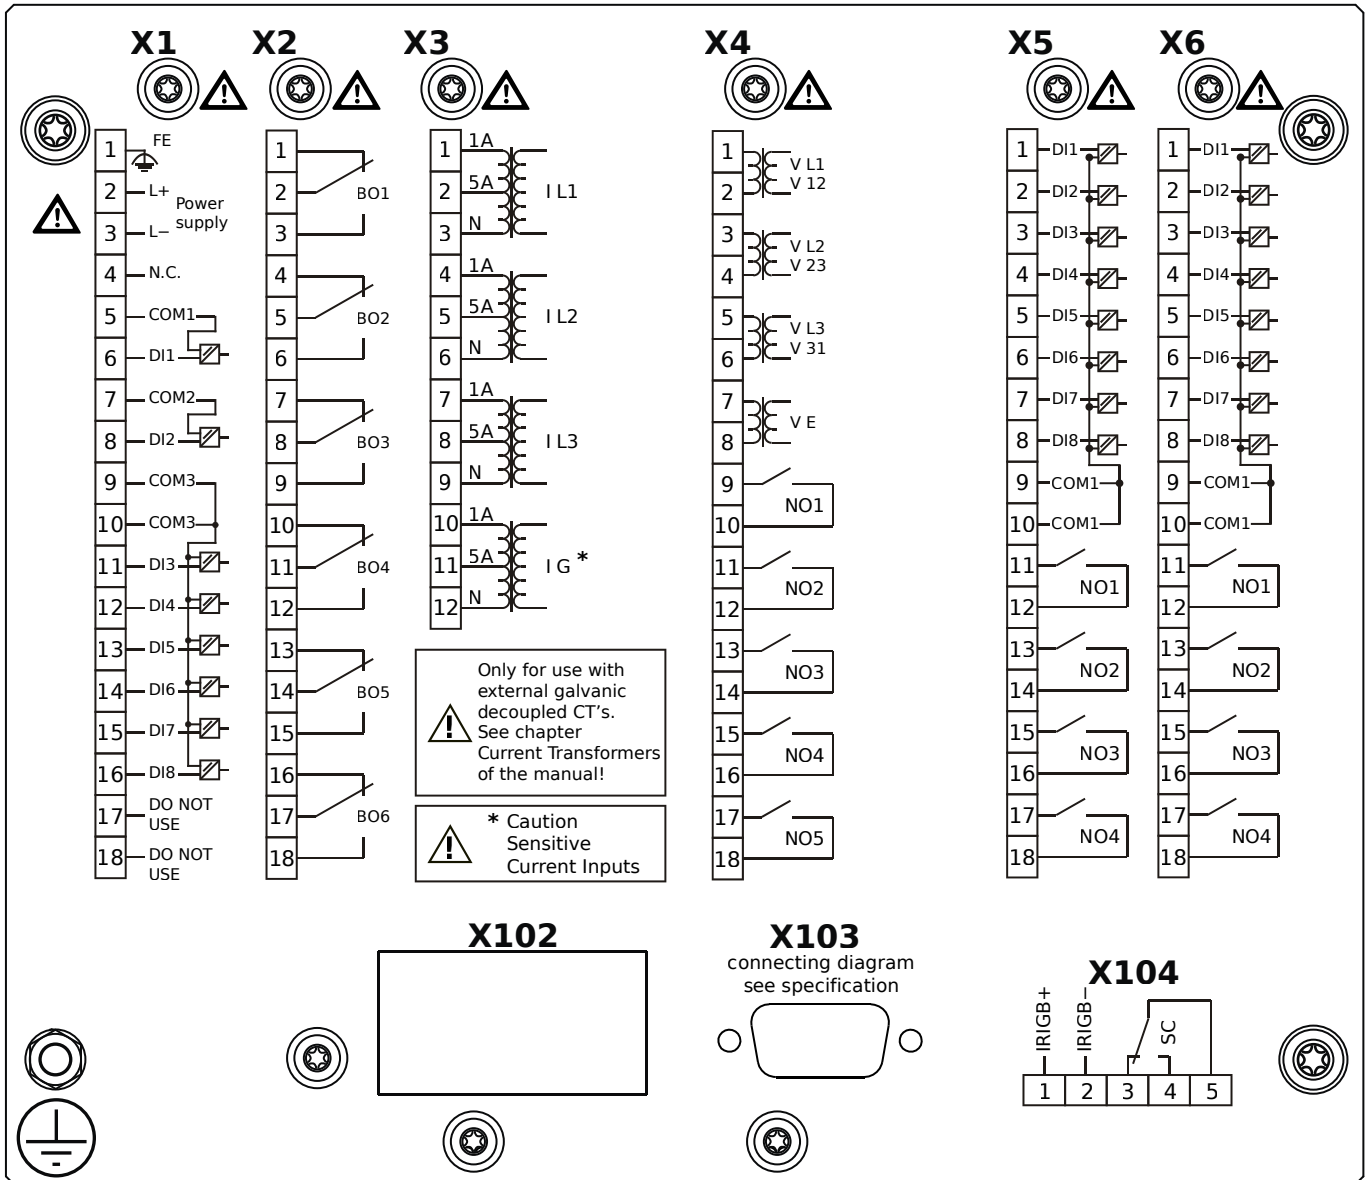 X1 X2 X3 X4 X5 X6
1 FE
2 L+
Power
supply
3 L−
4 N.C.
5 COM1
6 DI1
7 COM2
8 DI2
9 COM3
10 COM3
11 DI3
12 DI4
13 DI5
14 DI6
15 DI7
16 DI8
17 DO NOT
USE
18 DO NOT
USE
1
2 BO1
3
4
5 BO2
6
7
8 BO3
9
10
11 BO4
12
13
14 BO5
15
16
17 BO6
18
1 1A
2 5A I L1
3 N
4 1A
5 5A I L2
6 N
7 1A
8 5A I L3
9 N
10 1A
11 5A I G *
12 N
Only for use with
external galvanic
decoupled CT's.
See chapter
Current Transformers
of the manual!
* Caution
Sensitive
Current Inputs
1 V L1
2 V 12
3 V L2
4 V 23
5 V L3
6 V 31
7 V E
8
9 NO1
10
11 NO2
12
13 NO3
14
15 NO4
16
17 NO5
18
1 DI1
2 DI2
3 DI3
4 DI4
5 DI5
6 DI6
7 DI7
8 DI8
9 COM1
10 COM1
11 NO1
12
13 NO2
14
15 NO3
16
17 NO4
18
1 DI1
2 DI2
3 DI3
4 DI4
5 DI5
6 DI6
7 DI7
8 DI8
9 COM1
10 COM1
11 NO1
12
13 NO2
14
15 NO3
16
17 NO4
18
X102
X103
connecting diagram
see specification
X104
IRIGB+ IRIGB− SC
1 2 3 4 5